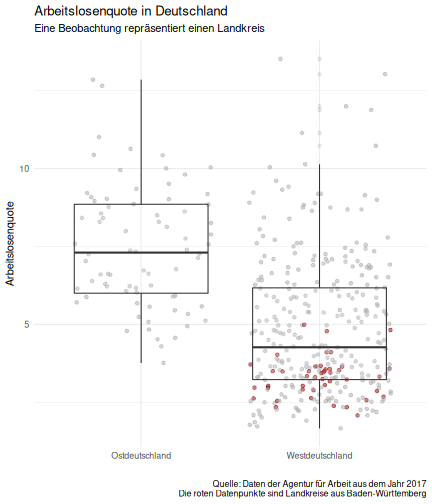 Arbeitslosenquote in Deutschland
Eine Beobachtung repräsentiert einen Landkreis
10
Arbeitslosenquote
5
Ostdeutschland
Westdeutschland
Quelle: Daten der Agentur für Arbeit aus dem Jahr 2017
Die roten Datenpunkte sind Landkreise aus Baden-Württemberg